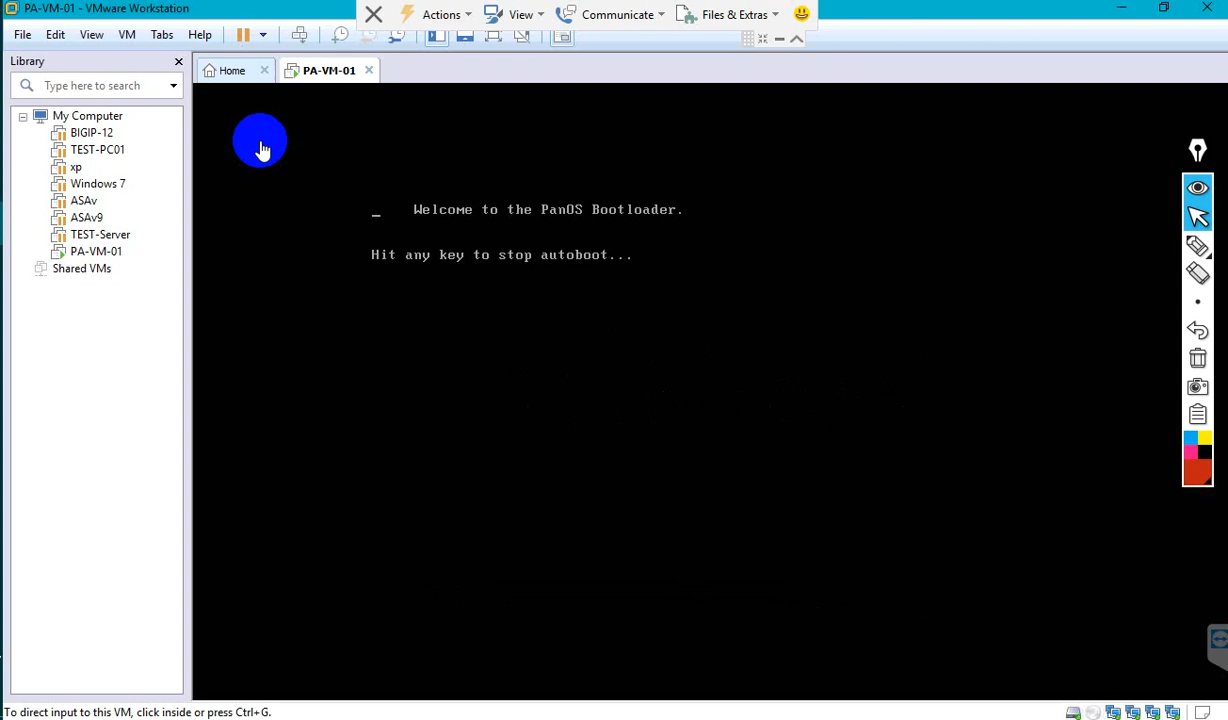 PA-VM-01 - VMware Workstation
Actions View Communicate Files & Extras
File Edit View VM Tabs Help
Library
Home PA-VM-01
Type here to search
My Computer
BIGIP-12
TEST-PC01
xp
Windows 7
ASAv
ASAv9
TEST-Server
PA-VM-01
Shared VMs
Welcome to the PanOS Bootloader.
Hit any key to stop autoboot...
To direct input to this VM, click inside or press Ctrl+G.